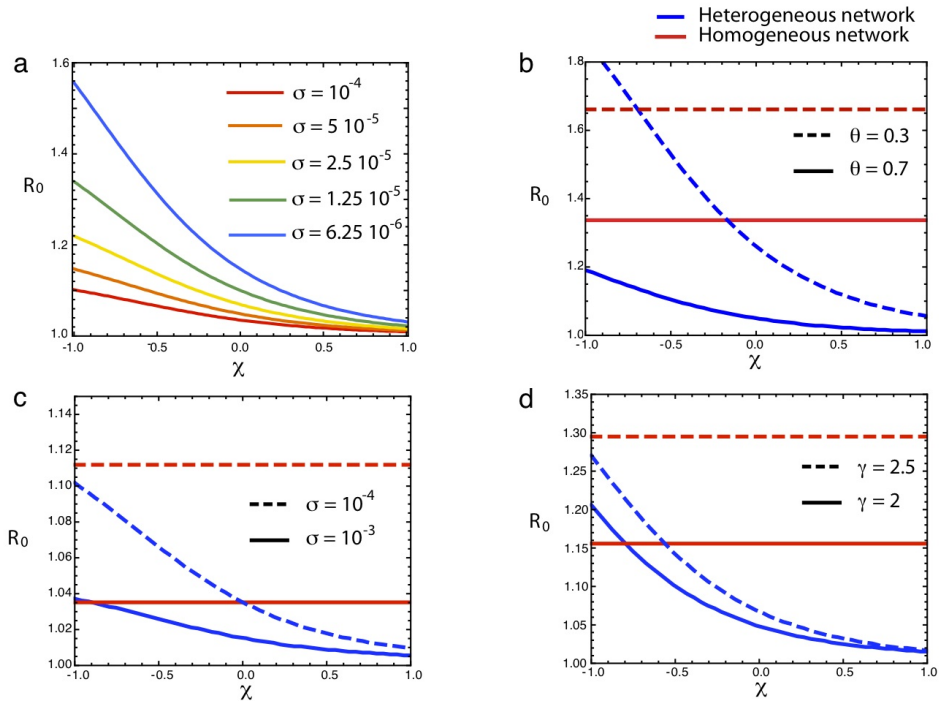 Heterogeneous network
Homogeneous network
a
1.6
1.4
1.2
1.0
R0
-1.0 -0.5 0.0 0.5 1.0
χ
σ = 10-4
σ = 5 10-5
σ = 2.5 10-5
σ = 1.25 10-5
σ = 6.25 10-6
b
1.8
1.6
1.4
1.2
1.0
R0
-1.0 -0.5 0.0 0.5 1.0
χ
θ = 0.3
θ = 0.7
c
1.14
1.12
1.10
1.08
1.06
1.04
1.02
1.00
R0
-1.0 -0.5 0.0 0.5 1.0
χ
σ = 10-4
σ = 10-3
d
1.35
1.30
1.25
1.20
1.15
1.10
1.05
1.00
R0
-1.0 -0.5 0.0 0.5 1.0
χ
γ = 2.5
γ = 2